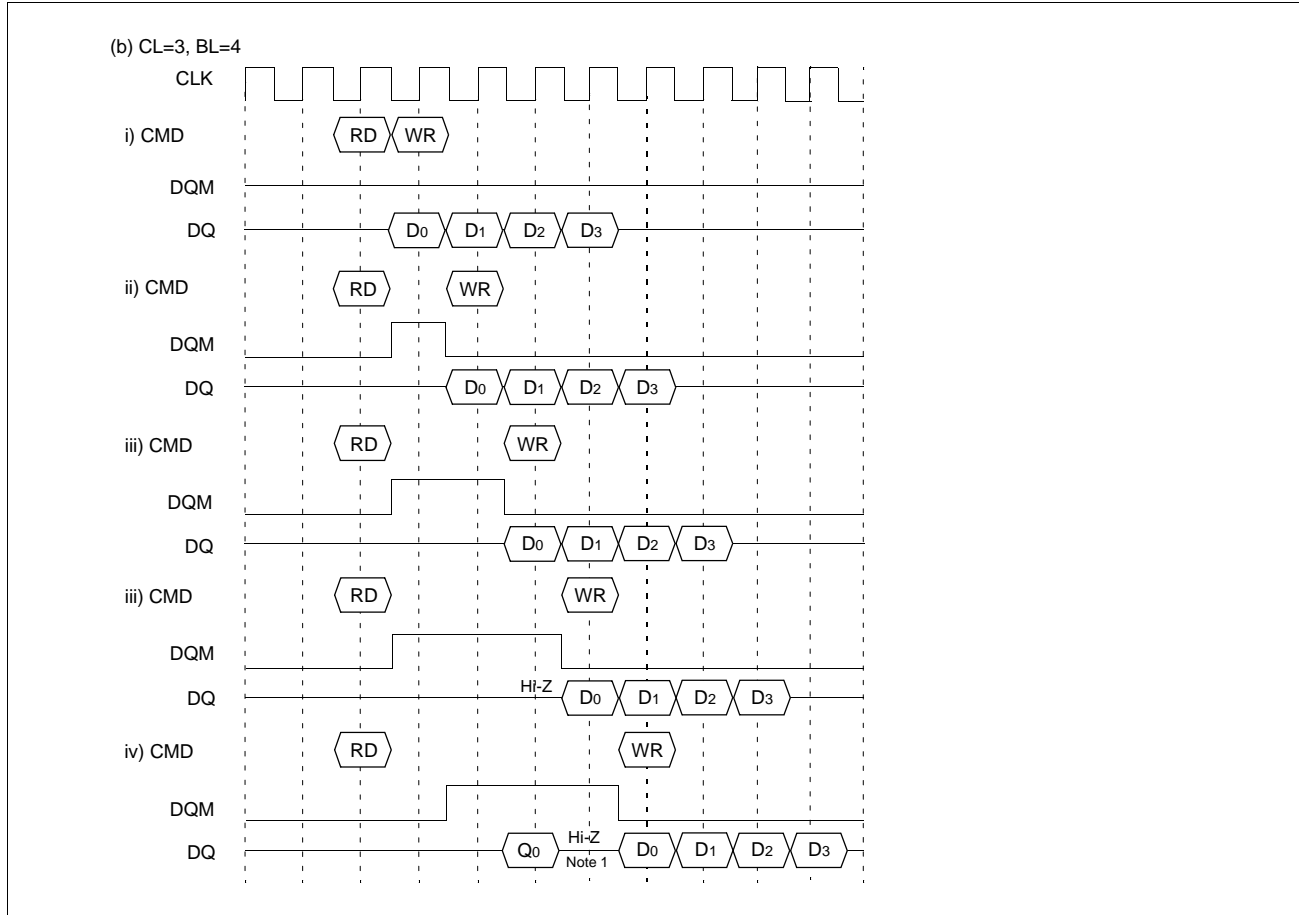 (b) CL=3, BL=4
CLK
i) CMD RD WR
DQM
DQ D0 D1 D2 D3
ii) CMD RD WR
DQM
DQ D0 D1 D2 D3
iii) CMD RD WR
DQM
DQ D0 D1 D2 D3
iii) CMD RD WR
DQM
DQ Hi-Z D0 D1 D2 D3
iv) CMD RD WR
DQM
DQ Q0 Hi-Z D0 D1 D2 D3
Note 1